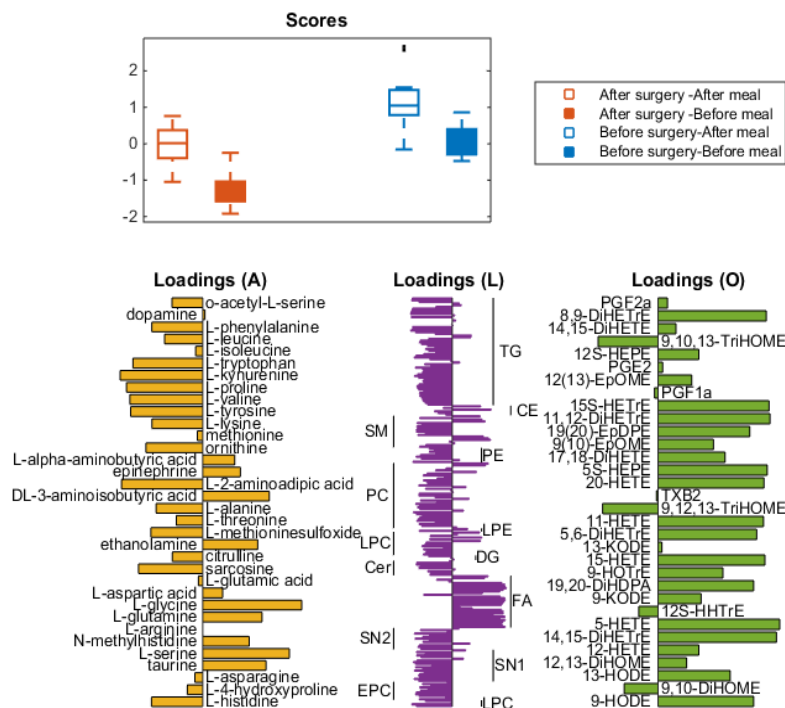 Scores
2
1
0
-1
-2
After surgery -After meal
After surgery -Before meal
Before surgery-After meal
Before surgery-Before meal
Loadings (A)
o-acetyl-L-serine
dopamine
L-phenylalanine
L-leucine
L-isoleucine
L-tryptophan
L-kynurenine
L-proline
L-valine
L-tyrosine
L-lysine
methionine
ornithine
L-alpha-aminobutyric acid
epinephrine
L-2-aminoadipic acid
DL-3-aminoisobutyric acid
L-alanine
L-threonine
L-methioninesulfoxide
ethanolamine
citrulline
sarcosine
L-glutamic acid
L-aspartic acid
L-glycine
L-glutamine
L-arginine
N-methylhistidine
L-serine
taurine
L-asparagine
L-4-hydroxyproline
L-histidine
Loadings (L)
TG
CE
SM
PE
PC
LPE
LPC
DG
Cer
FA
SN2
SN1
EPC
LPC
Loadings (O)
PGF2a
8,9-DiHETrE
14,15-DiHETE
9,10,13-TriHOME
12S-HEPE
PGE2
12(13)-EpOME
PGF1a
15S-HETrE
11,12-DiHETrE
19(20)-EpDPE
9(10)-EpOME
17,18-DiHETE
5S-HEPE
20-HETE
TXB2
9,12,13-TriHOME
11-HETE
5,6-DiHETrE
13-KODE
15-HETE
9-HOTrE
19,20-DiHDPA
9-KODE
12S-HHTrE
5-HETE
14,15-DiHETrE
12-HETE
12,13-DiHOME
13-HODE
9,10-DiHOME
9-HODE